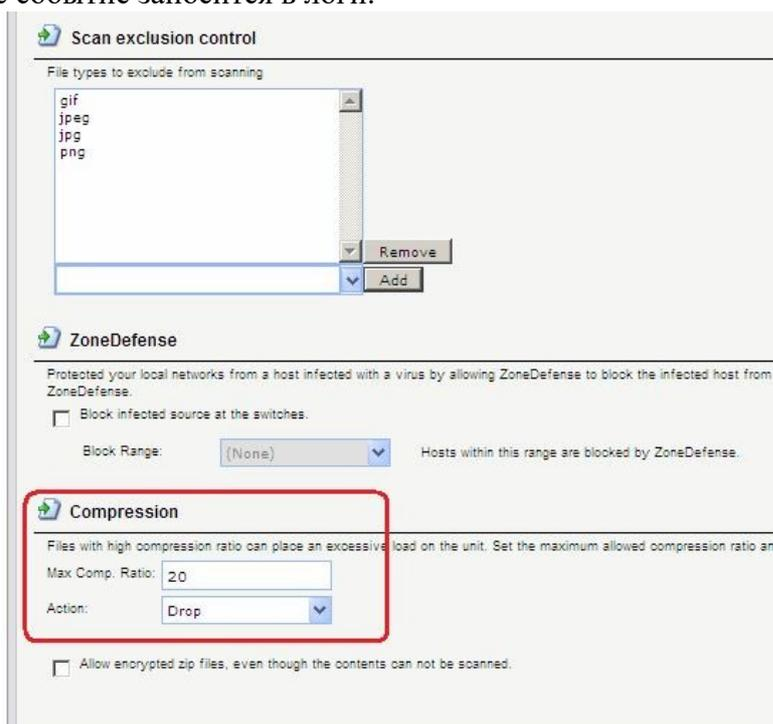 событие заносится в логи.
Scan exclusion control
File types to exclude from scanning
gif
jpeg
jpg
png
Remove
Add
ZoneDefense
Protected your local networks from a host infected with a virus by allowing ZoneDefense to block the infected host from
ZoneDefense.
Block infected source at the switches.
Block Range: (None) Hosts within this range are blocked by ZoneDefense.
Compression
Files with high compression ratio can place an excessive load on the unit. Set the maximum allowed compression ratio an
Max Comp. Ratio: 20
Action: Drop
Allow encrypted zip files, even though the contents can not be scanned.